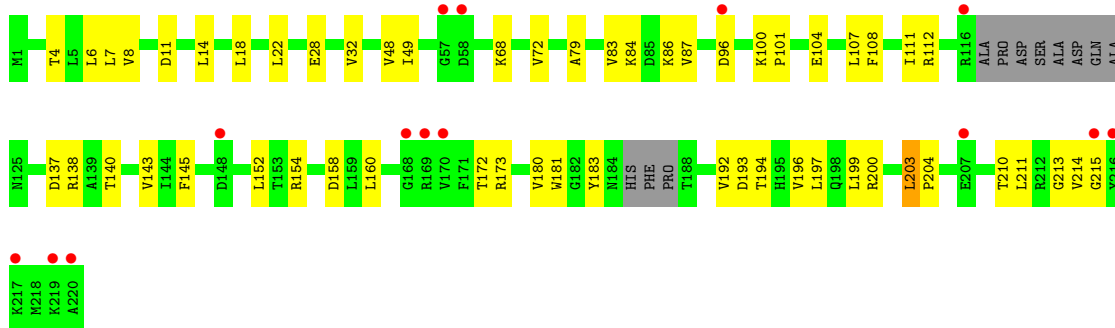 M1 T4 L5 L6 L7 V8 D11 L14 L18 L22 E28 V32 V48 I49 G57 D58 K68 V72 A79 V83 K84 D85 K86 V87 D96 K100 P101 E104 L107 F108 I111 R112 R116 ALA PRO ASP SER ALA ASP GLN ALA
N125 D137 R138 A139 T140 V143 I144 F145 D148 L152 T153 R154 D158 L159 L160 G168 R169 V170 F171 T172 R173 V180 W181 G182 Y183 N184 HIS PHE PRO T188 V192 D193 T194 H195 V196 L197 Q198 L199 R200 L203 P204 E207 T210 L211 R212 G213 V214 G215 Y216
K217 M218 K219 A220